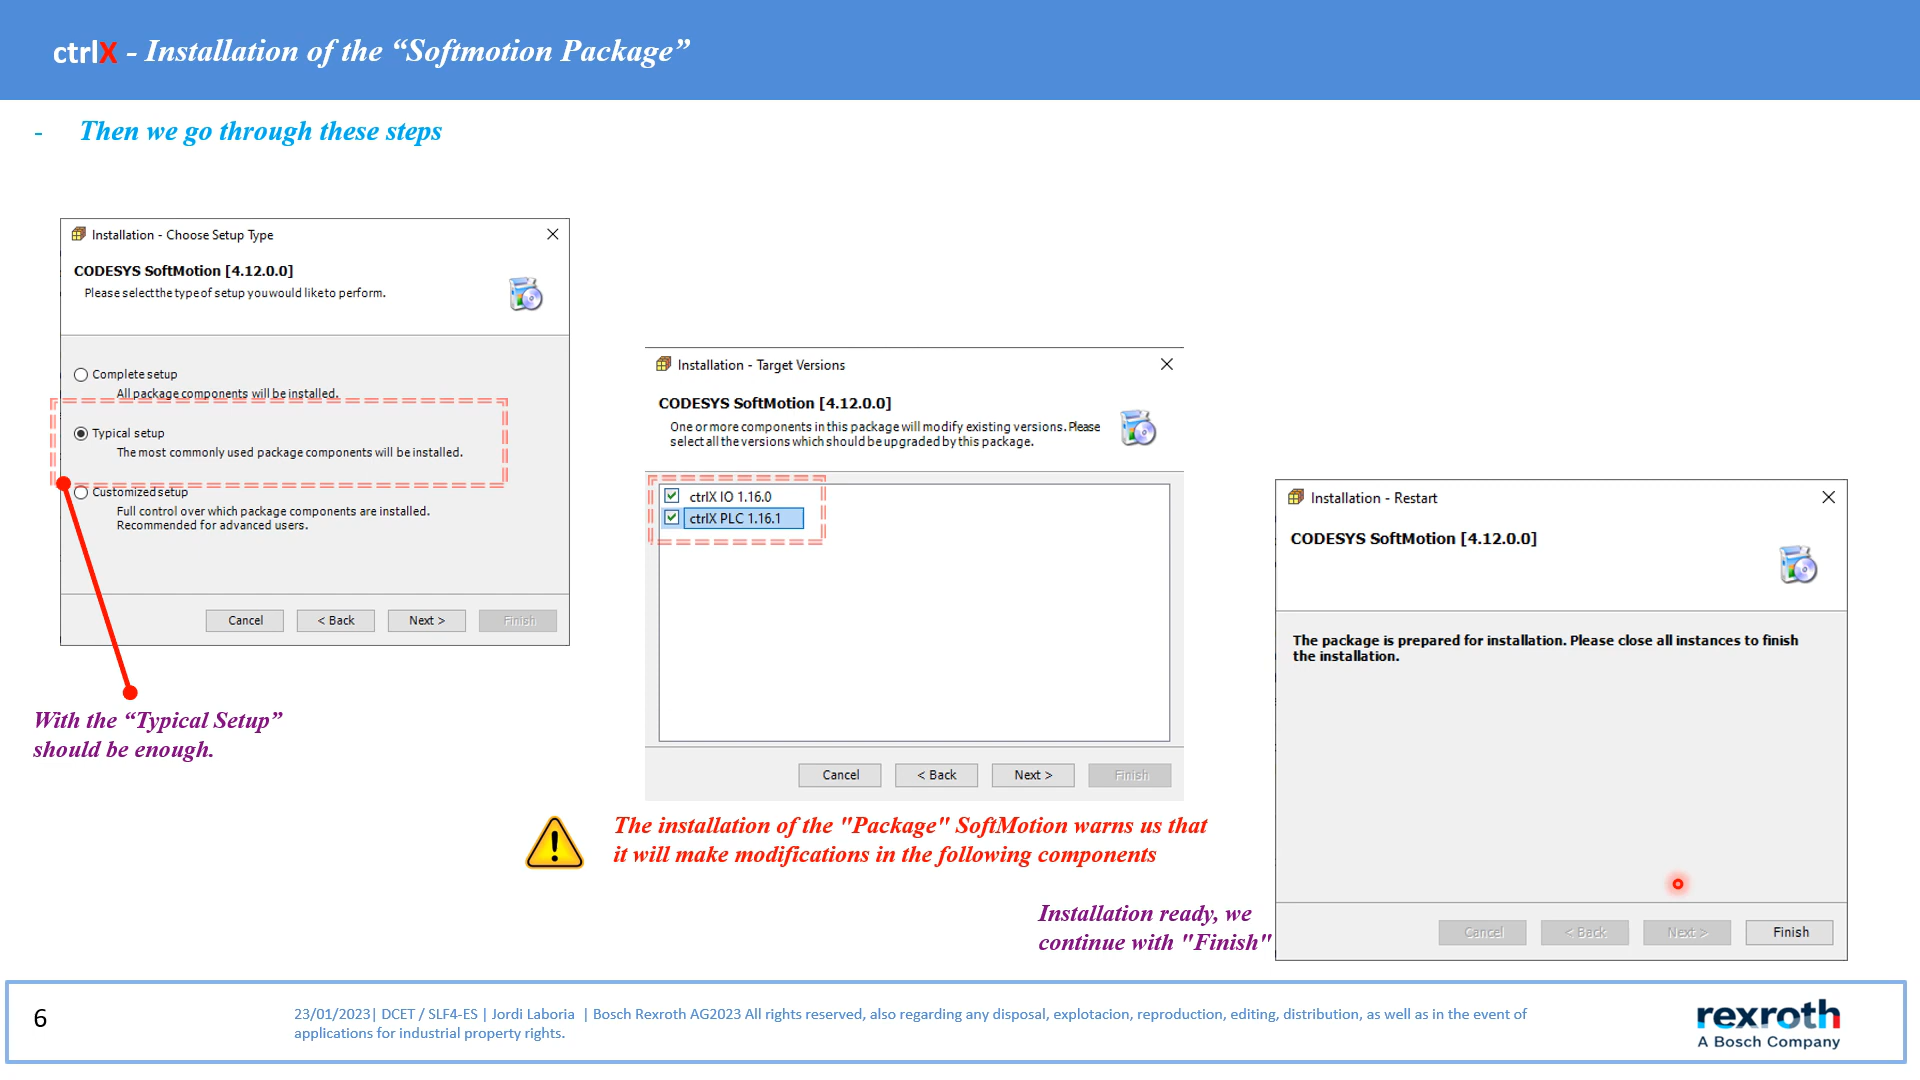 ctrlX - Installation of the “Softmotion Package”
- Then we go through these steps
Installation - Choose Setup Type
CODESYS SoftMotion [4.12.0.0]
Please select the type of setup you would like to perform.
Complete setup
All package components will be installed.
Typical setup
The most commonly used package components will be installed.
Customized setup
Full control over which package components are installed.
Recommended for advanced users.
Cancel
< Back
Next >
Finish
With the “Typical Setup”
should be enough.
Installation - Target Versions
CODESYS SoftMotion [4.12.0.0]
One or more components in this package will modify existing versions. Please
select all the versions which should be upgraded by this package.
ctrlX IO 1.16.0
ctrlX PLC 1.16.1
Cancel
< Back
Next >
Finish
The installation of the "Package" SoftMotion warns us that
it will make modifications in the following components
Installation - Restart
CODESYS SoftMotion [4.12.0.0]
The package is prepared for installation. Please close all instances to finish
the installation.
Cancel
< Back
Next >
Finish
Installation ready, we
continue with "Finish"
6
23/01/2023| DCET / SLF4-ES | Jordi Laboria | Bosch Rexroth AG2023 All rights reserved, also regarding any disposal, explotacion, reproduction, editing, distribution, as well as in the event of
applications for industrial property rights.
rexroth
A Bosch Company